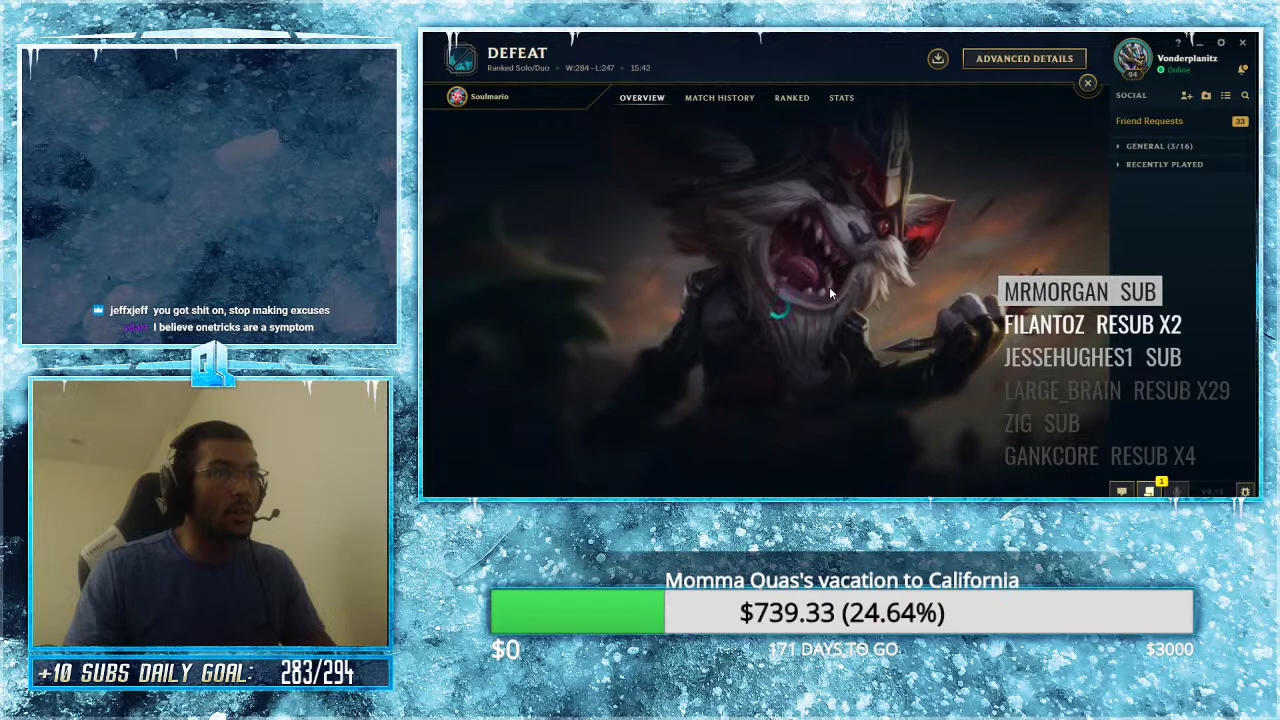 DEFEAT
Ranked Solo/Duo • W:284 - L:247 • 15:42
ADVANCED DETAILS
?
Vonderplanitz
Online
94
Soulmario
OVERVIEW
MATCH HISTORY
RANKED
STATS
SOCIAL
Friend Requests 33
GENERAL (3/16)
RECENTLY PLAYED
MRMORGAN SUB
FILANTOZ RESUB X2
JESSEHUGHES1 SUB
LARGE_BRAIN RESUB X29
ZIG SUB
GANKCORE RESUB X4
1
jeffxjeff you got shit on, stop making excuses
I believe onetricks are a symptom
+10 SUBS DAILY GOAL: 283/294
Momma Quas's vacation to California
$739.33 (24.64%)
$0
171 DAYS TO GO
$3000